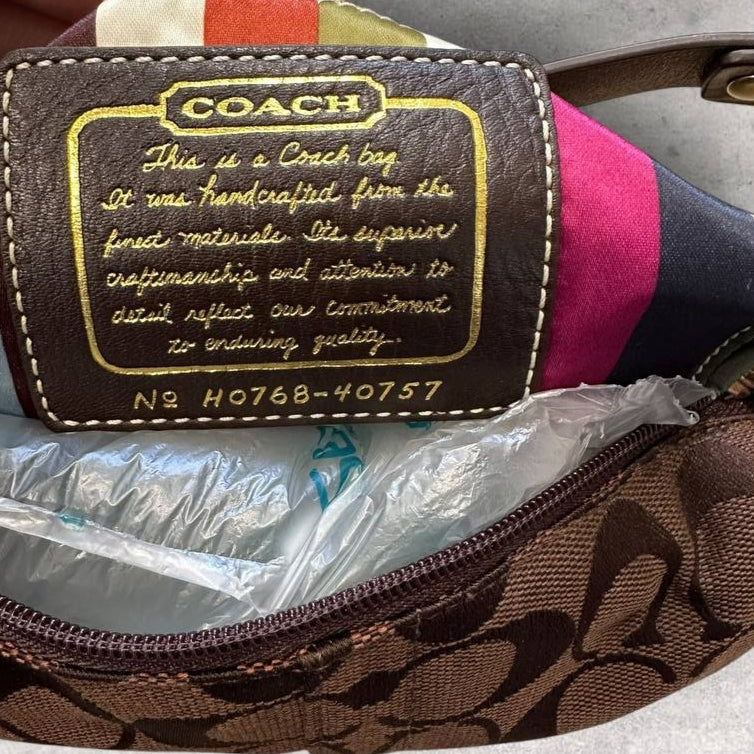 COACH
This is a Coach bag.
It was handcrafted from the
finest materials. Its superior
craftsmanship and attention to
detail reflect our commitment
to enduring quality.
No H0768-40757